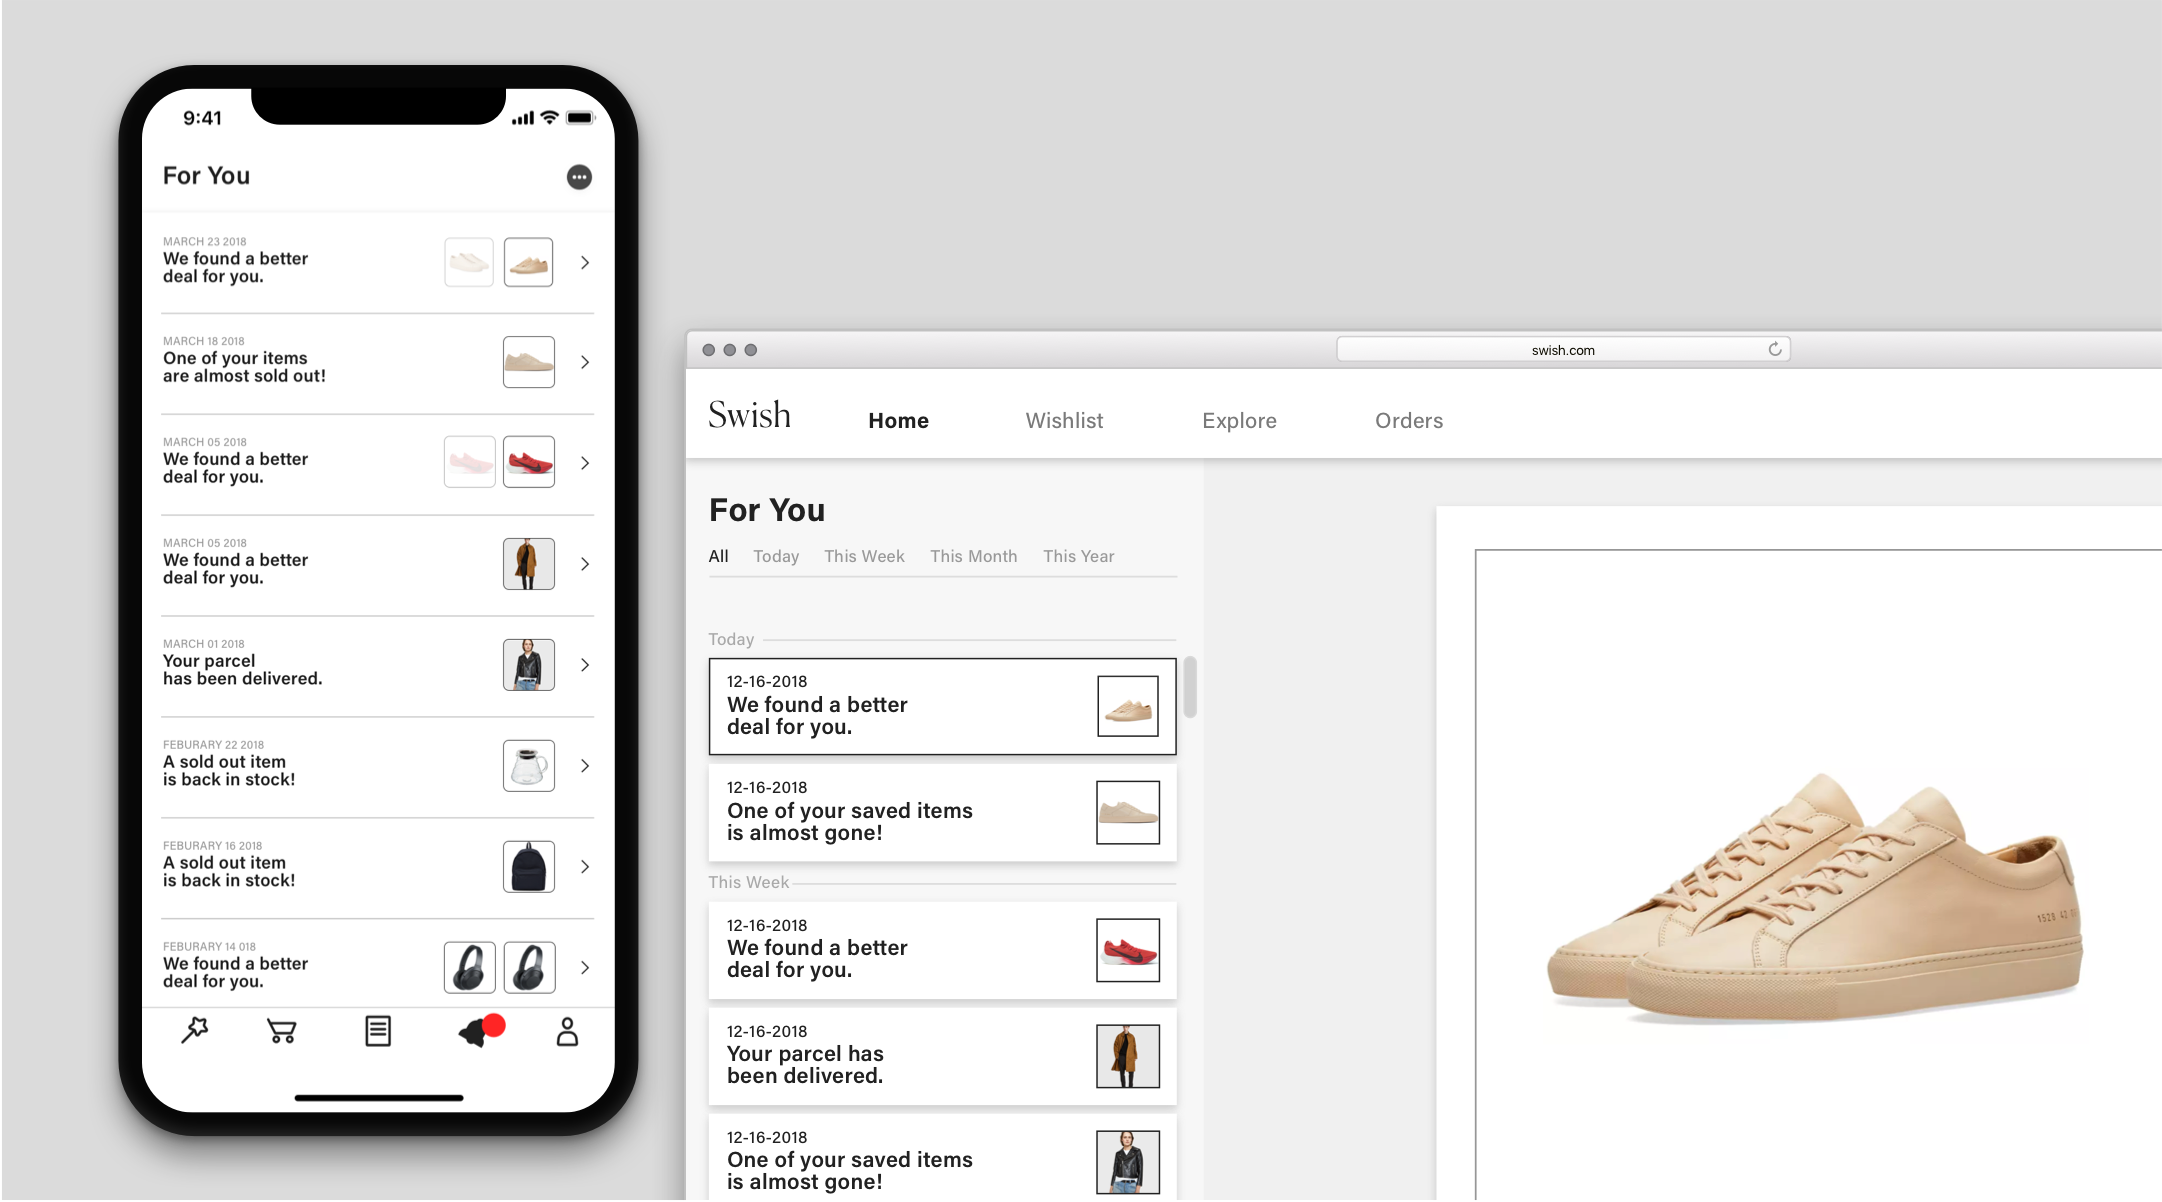 9:41
For You
MARCH 23 2018
We found a better
deal for you.
MARCH 18 2018
One of your items
are almost sold out!
MARCH 05 2018
We found a better
deal for you.
MARCH 05 2018
We found a better
deal for you.
MARCH 01 2018
Your parcel
has been delivered.
FEBURARY 22 2018
A sold out item
is back in stock!
FEBURARY 16 2018
A sold out item
is back in stock!
FEBURARY 14 018
We found a better
deal for you.
swish.com
Swish
Home
Wishlist
Explore
Orders
For You
All
Today
This Week
This Month
This Year
Today
12-16-2018
We found a better
deal for you.
12-16-2018
One of your saved items
is almost gone!
This Week
12-16-2018
We found a better
deal for you.
12-16-2018
Your parcel has
been delivered.
12-16-2018
One of your saved items
is almost gone!
1528 42